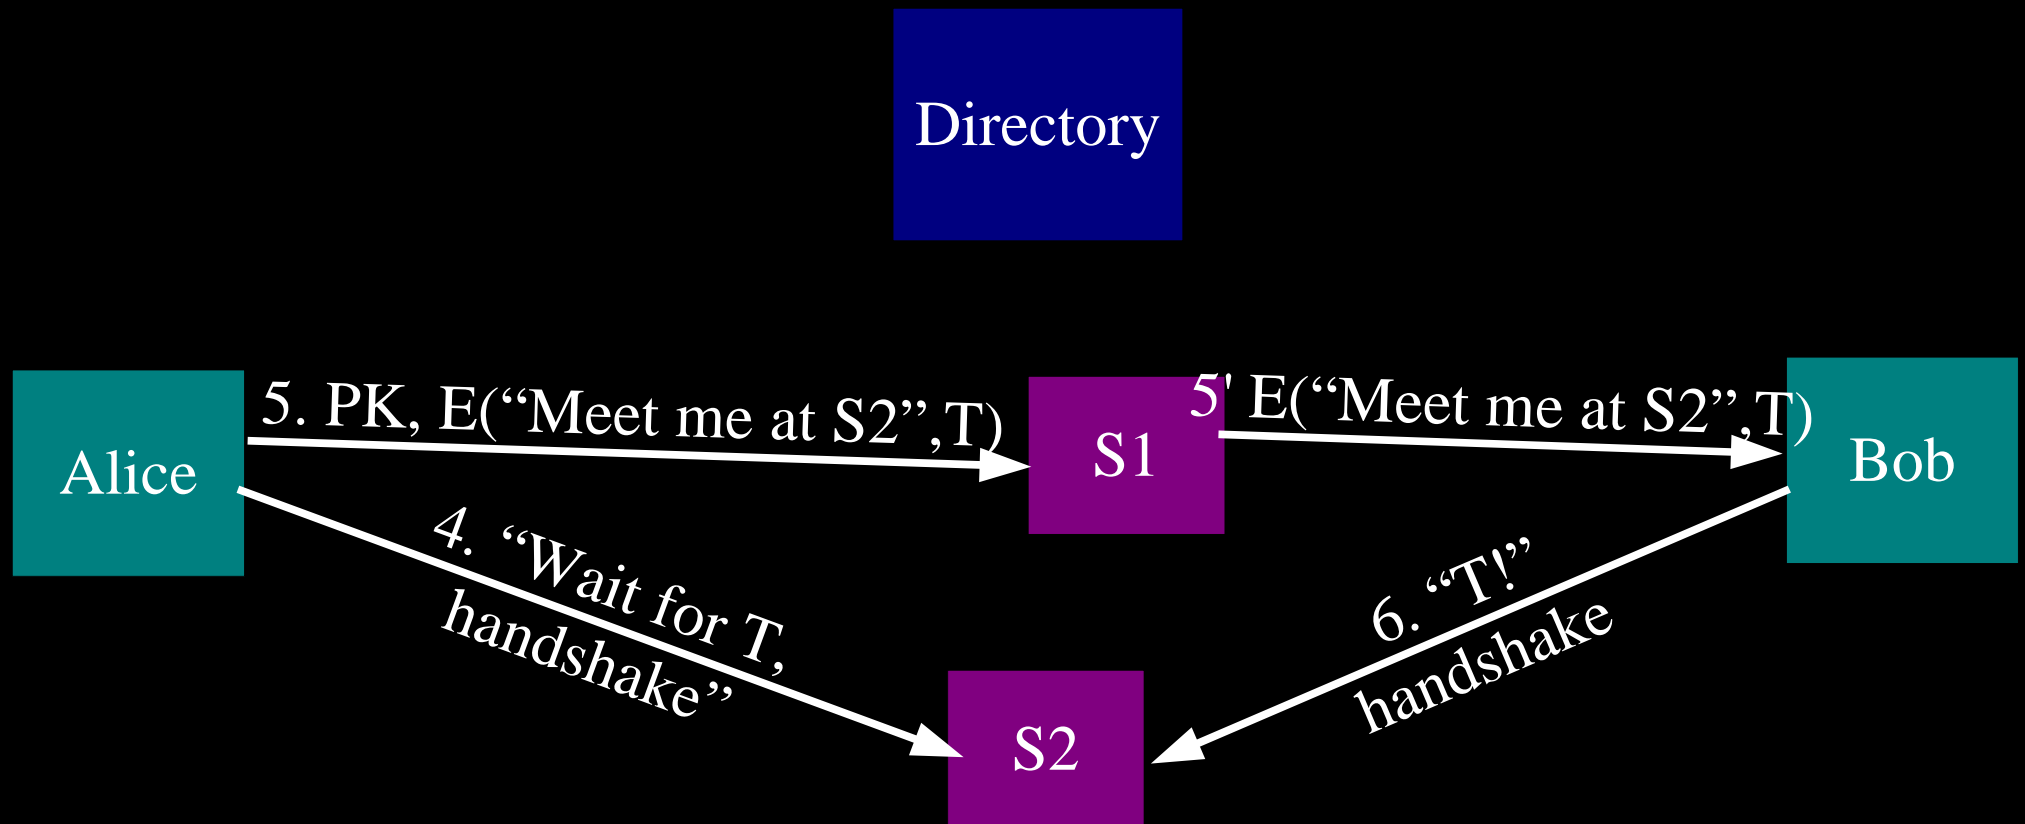 Directory
5. PK, E(“Meet me at S2”,T)
5' E(“Meet me at S2”,T)
Alice
S1
Bob
4. “Wait for T,
handshake”
6. “T!”
handshake
S2